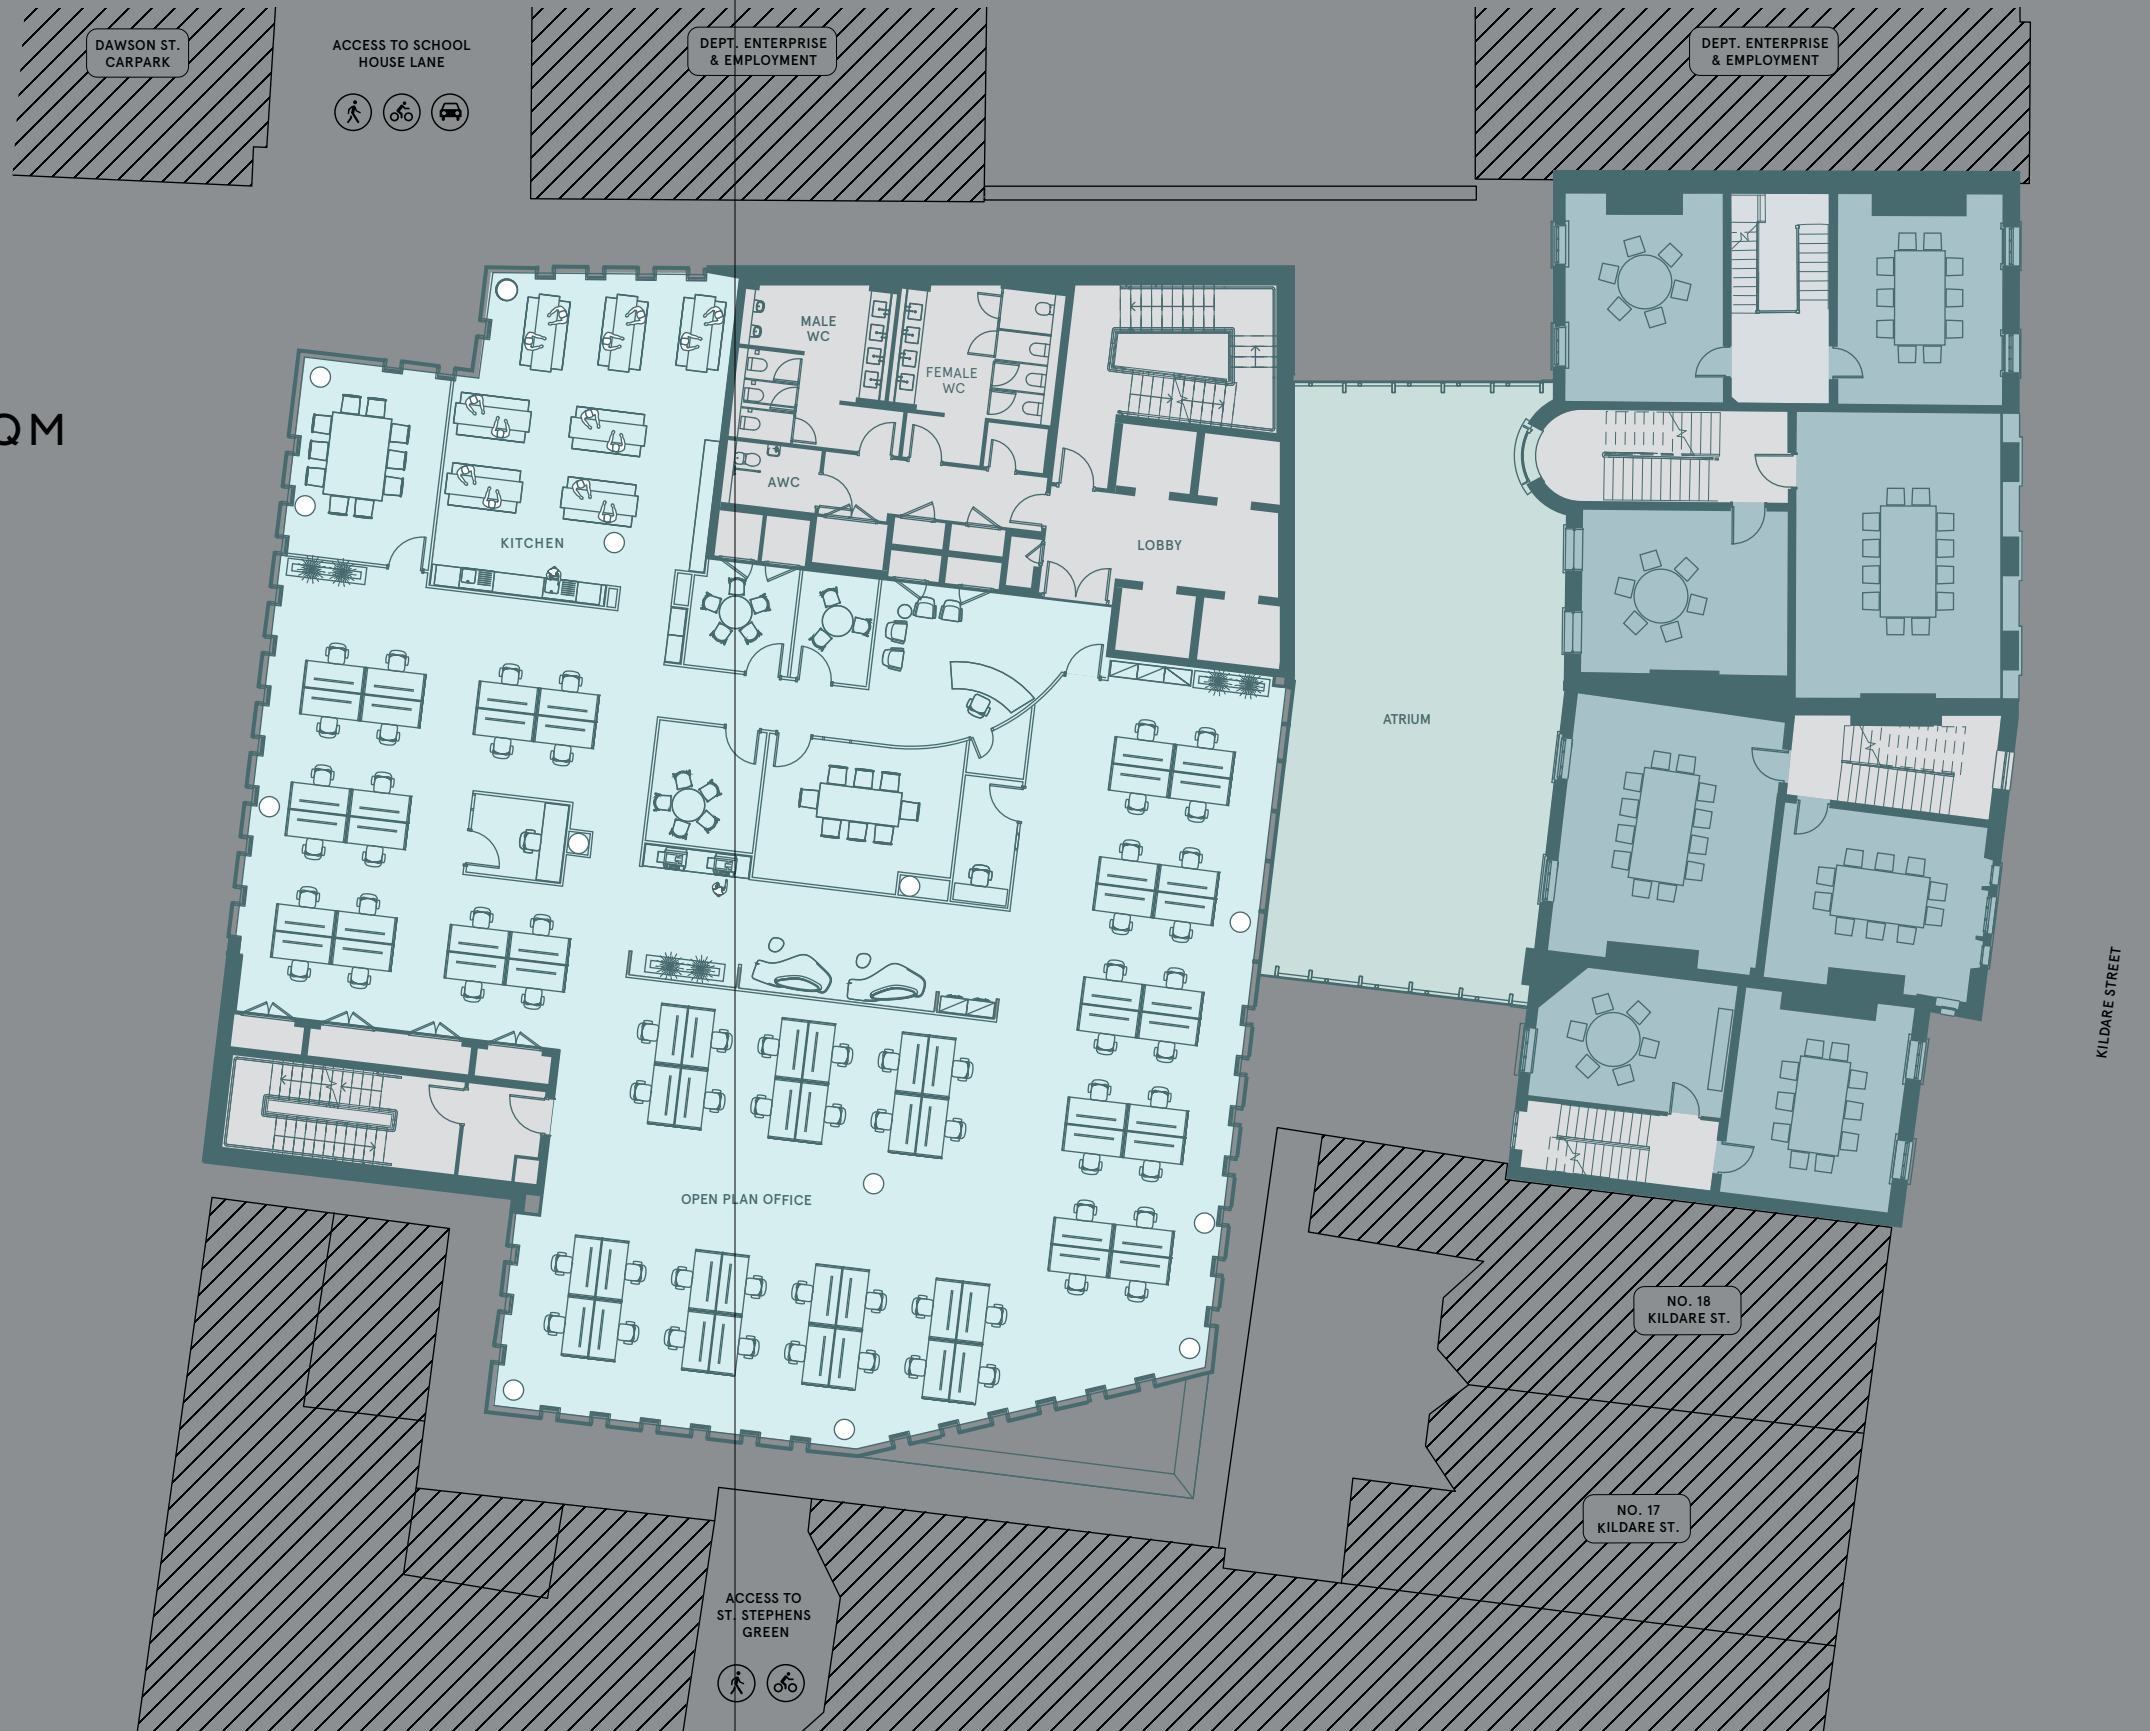 DAWSON ST.
CARPARK
ACCESS TO SCHOOL
HOUSE LANE
DEPT. ENTERPRISE
& EMPLOYMENT
DEPT. ENTERPRISE
& EMPLOYMENT
MALE
WC
FEMALE
WC
QM
AWC
KITCHEN
LOBBY
ATRIUM
KILDARE STREET
OPEN PLAN OFFICE
NO. 18
KILDARE ST.
NO. 17
KILDARE ST.
ACCESS TO
ST. STEPHENS
GREEN